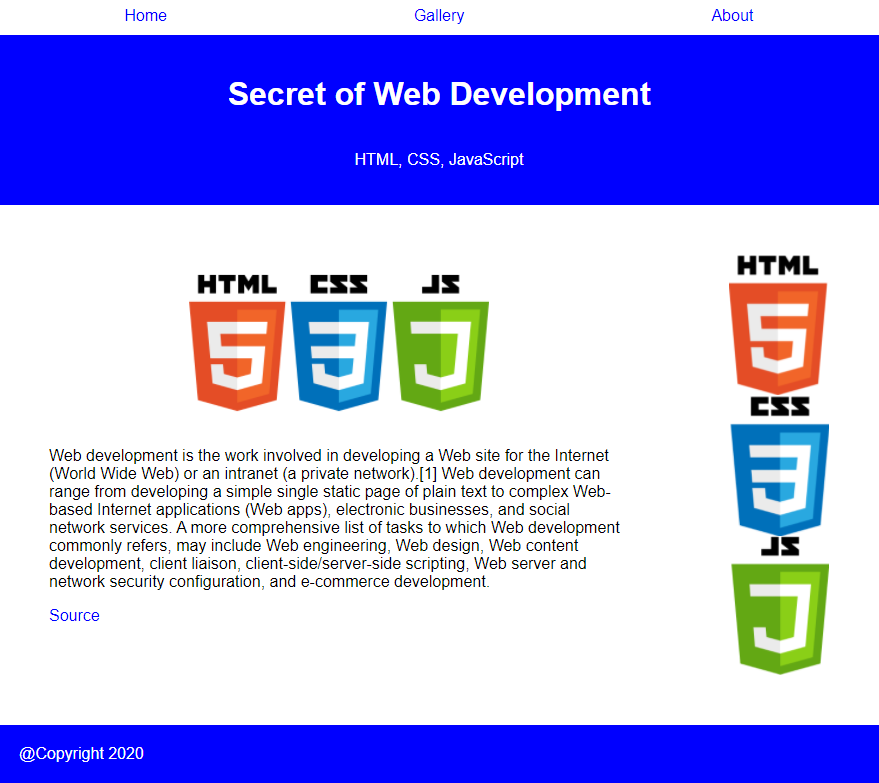 Home Gallery About
Secret of Web Development
HTML, CSS, JavaScript
HTML CSS JS
5 3 J
Web development is the work involved in developing a Web site for the Internet
(World Wide Web) or an intranet (a private network).[1] Web development can
range from developing a simple single static page of plain text to complex Web-
based Internet applications (Web apps), electronic businesses, and social
network services. A more comprehensive list of tasks to which Web development
commonly refers, may include Web engineering, Web design, Web content
development, client liaison, client-side/server-side scripting, Web server and
network security configuration, and e-commerce development.
Source
HTML
5
CSS
3
JS
J
@Copyright 2020